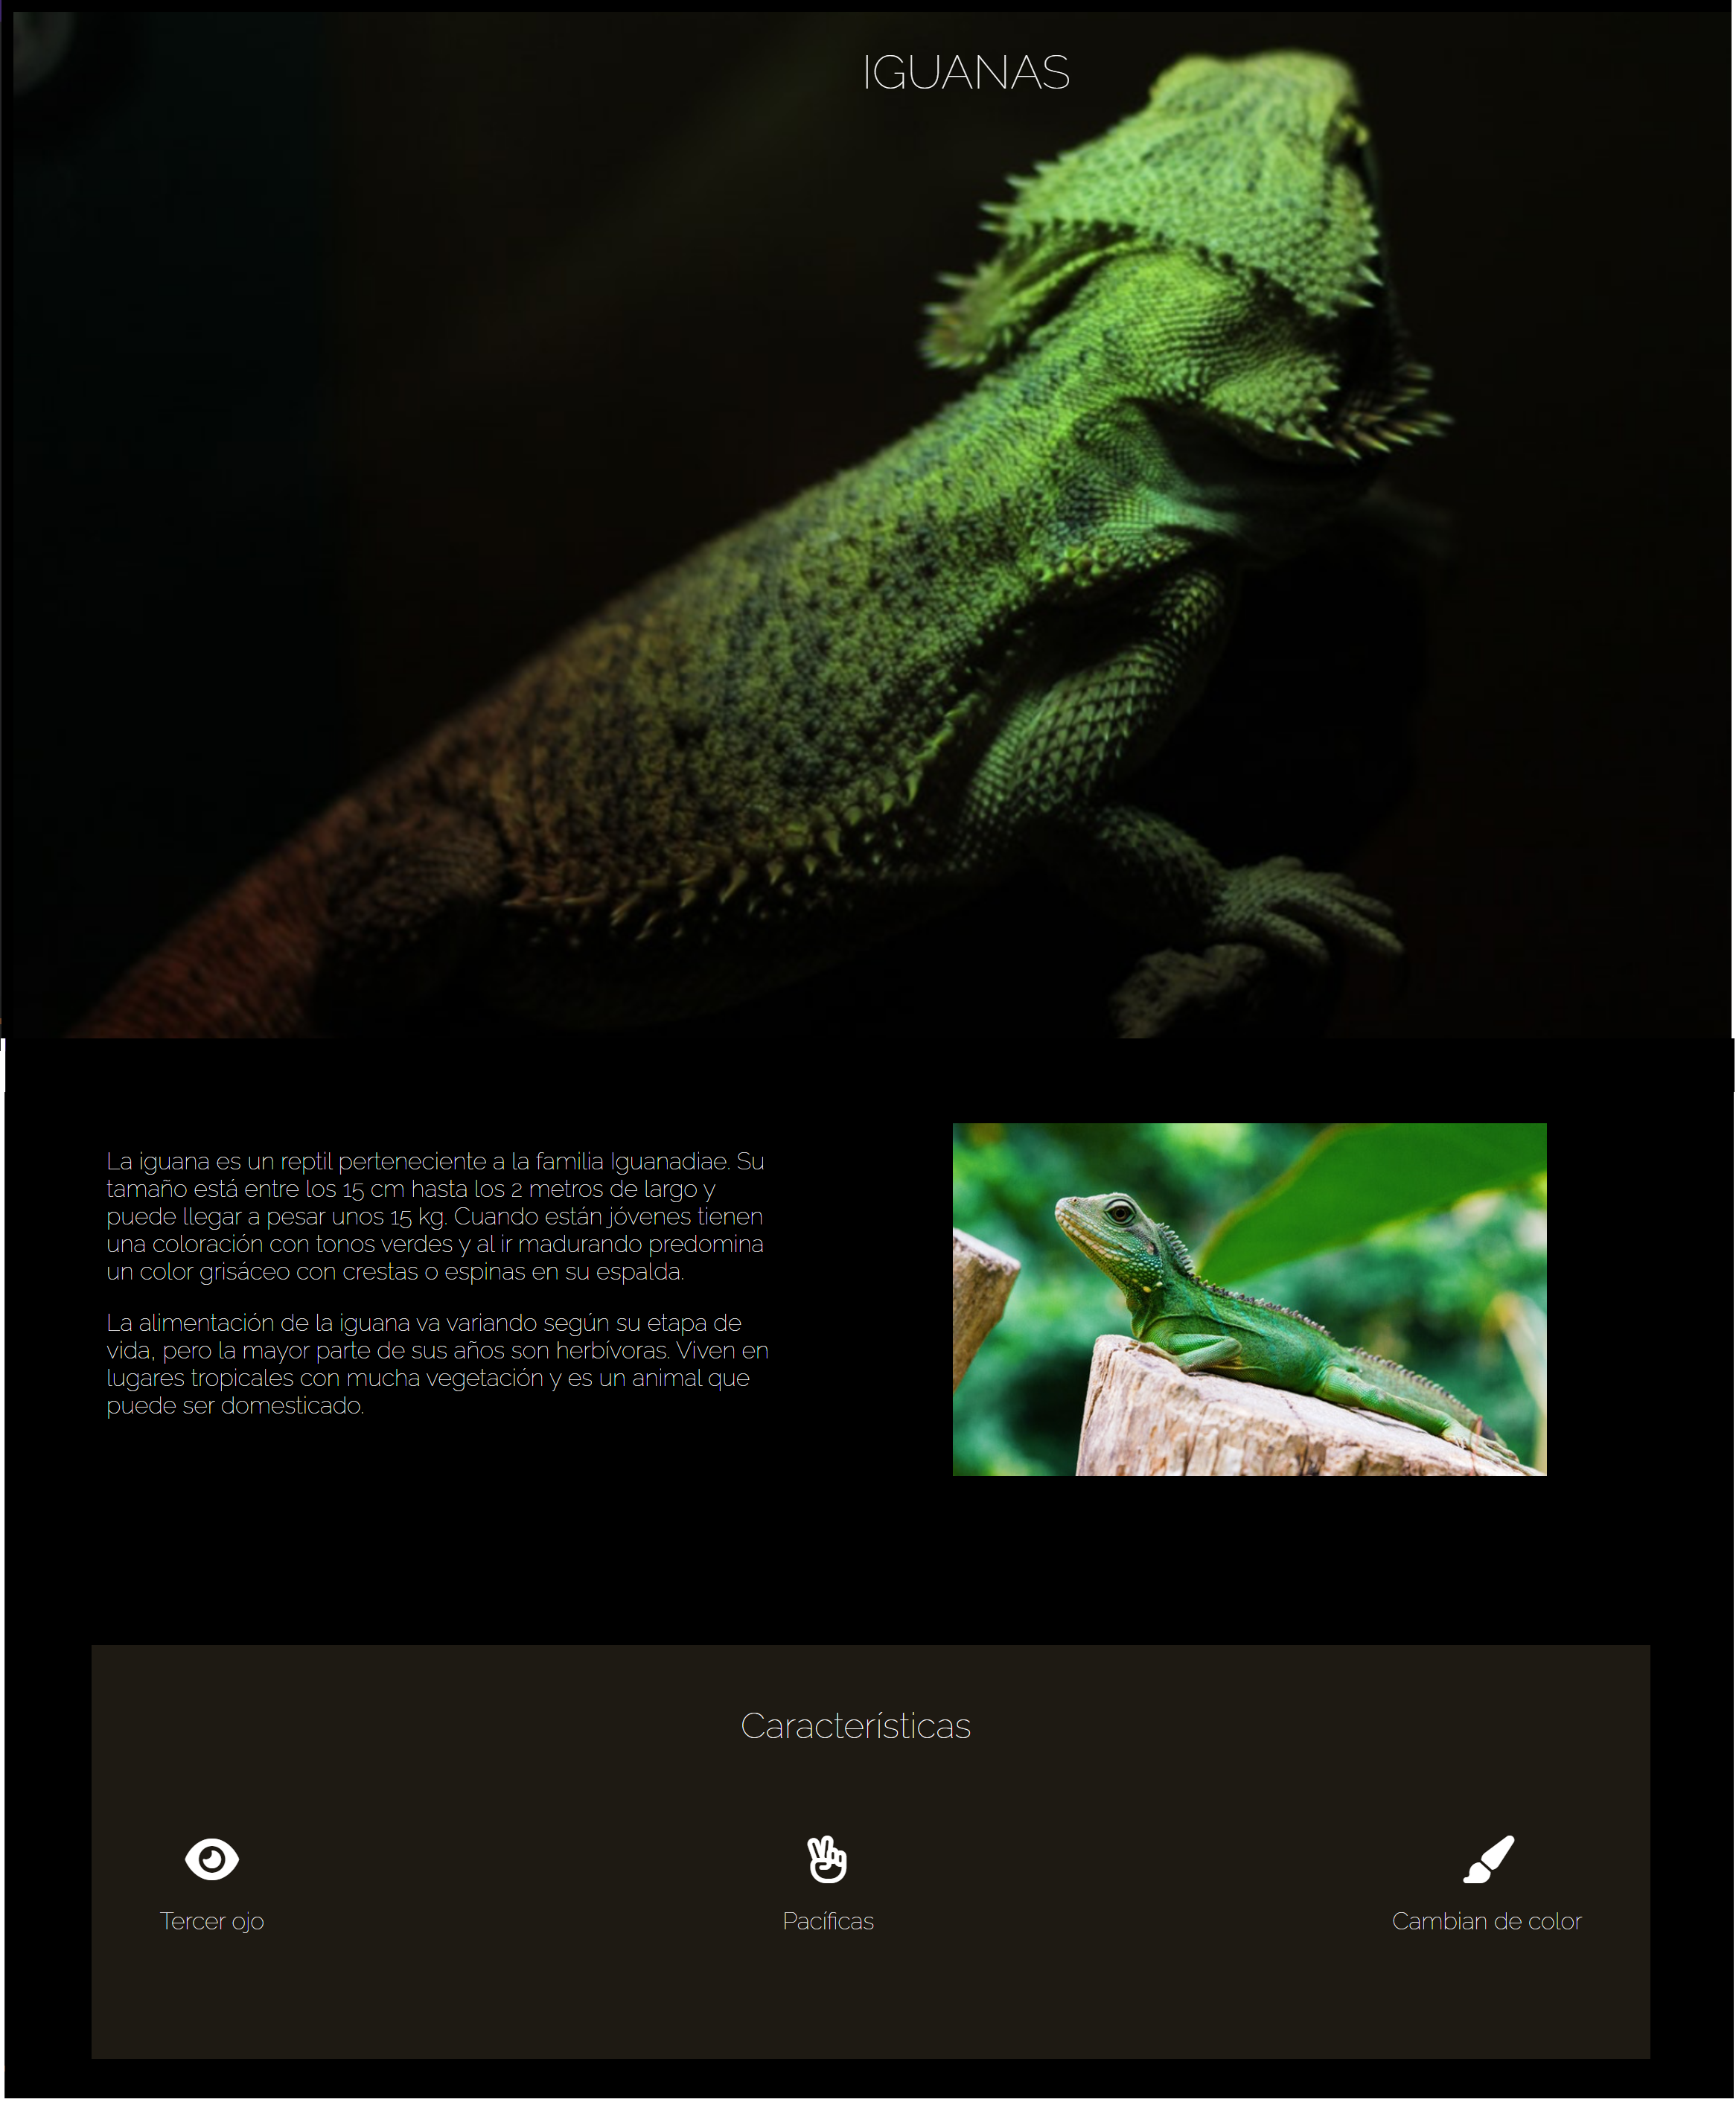 IGUANAS
La iguana es un reptil perteneciente a la familia Iguanadiae. Su
tamaño está entre los 15 cm hasta los 2 metros de largo y
puede llegar a pesar unos 15 kg. Cuando están jóvenes tienen
una coloración con tonos verdes y al ir madurando predomina
un color grisáceo con crestas o espinas en su espalda.
La alimentación de la iguana va variando según su etapa de
vida, pero la mayor parte de sus años son herbívoras. Viven en
lugares tropicales con mucha vegetación y es un animal que
puede ser domesticado.
Características
Tercer ojo
Pacíficas
Cambian de color